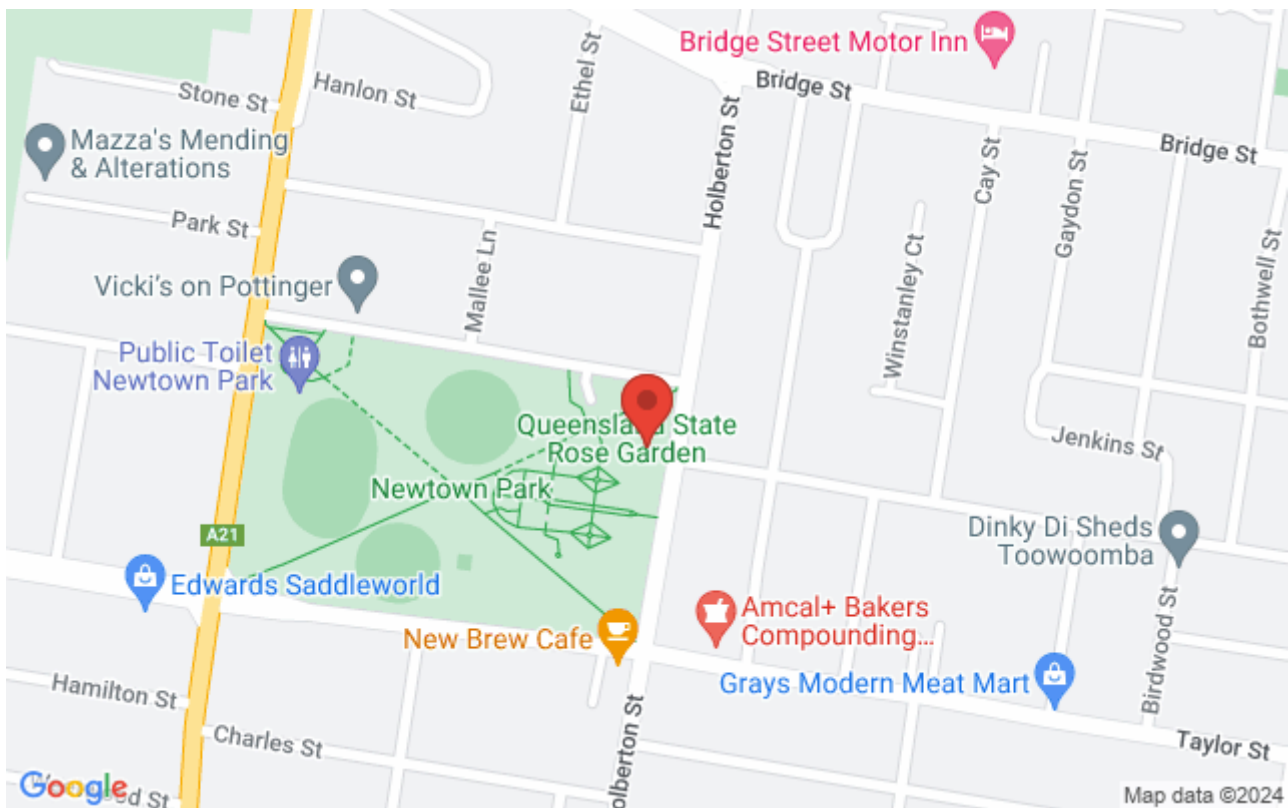 Bridge Street Motor Inn
Ethel St
Hanlon St
Stone St
Bridge St
Holberton St
Mazza's Mending
& Alterations
Bridge St
Cay St
Gaydon St
Park St
Mallee Ln
Winstanley Ct
Bothwell St
Vicki's on Pottinger
Public Toilet
Newtown Park
Queensland State
Rose Garden
Jenkins St
Newtown Park
A21
Dinky Di Sheds
Toowoomba
Edwards Saddleworld
Amcal+ Bakers
Compounding...
New Brew Cafe
Birdwood St
Grays Modern Meat Mart
Hamilton St
Holberton St
Charles St
Taylor St
Google
Map data ©2024